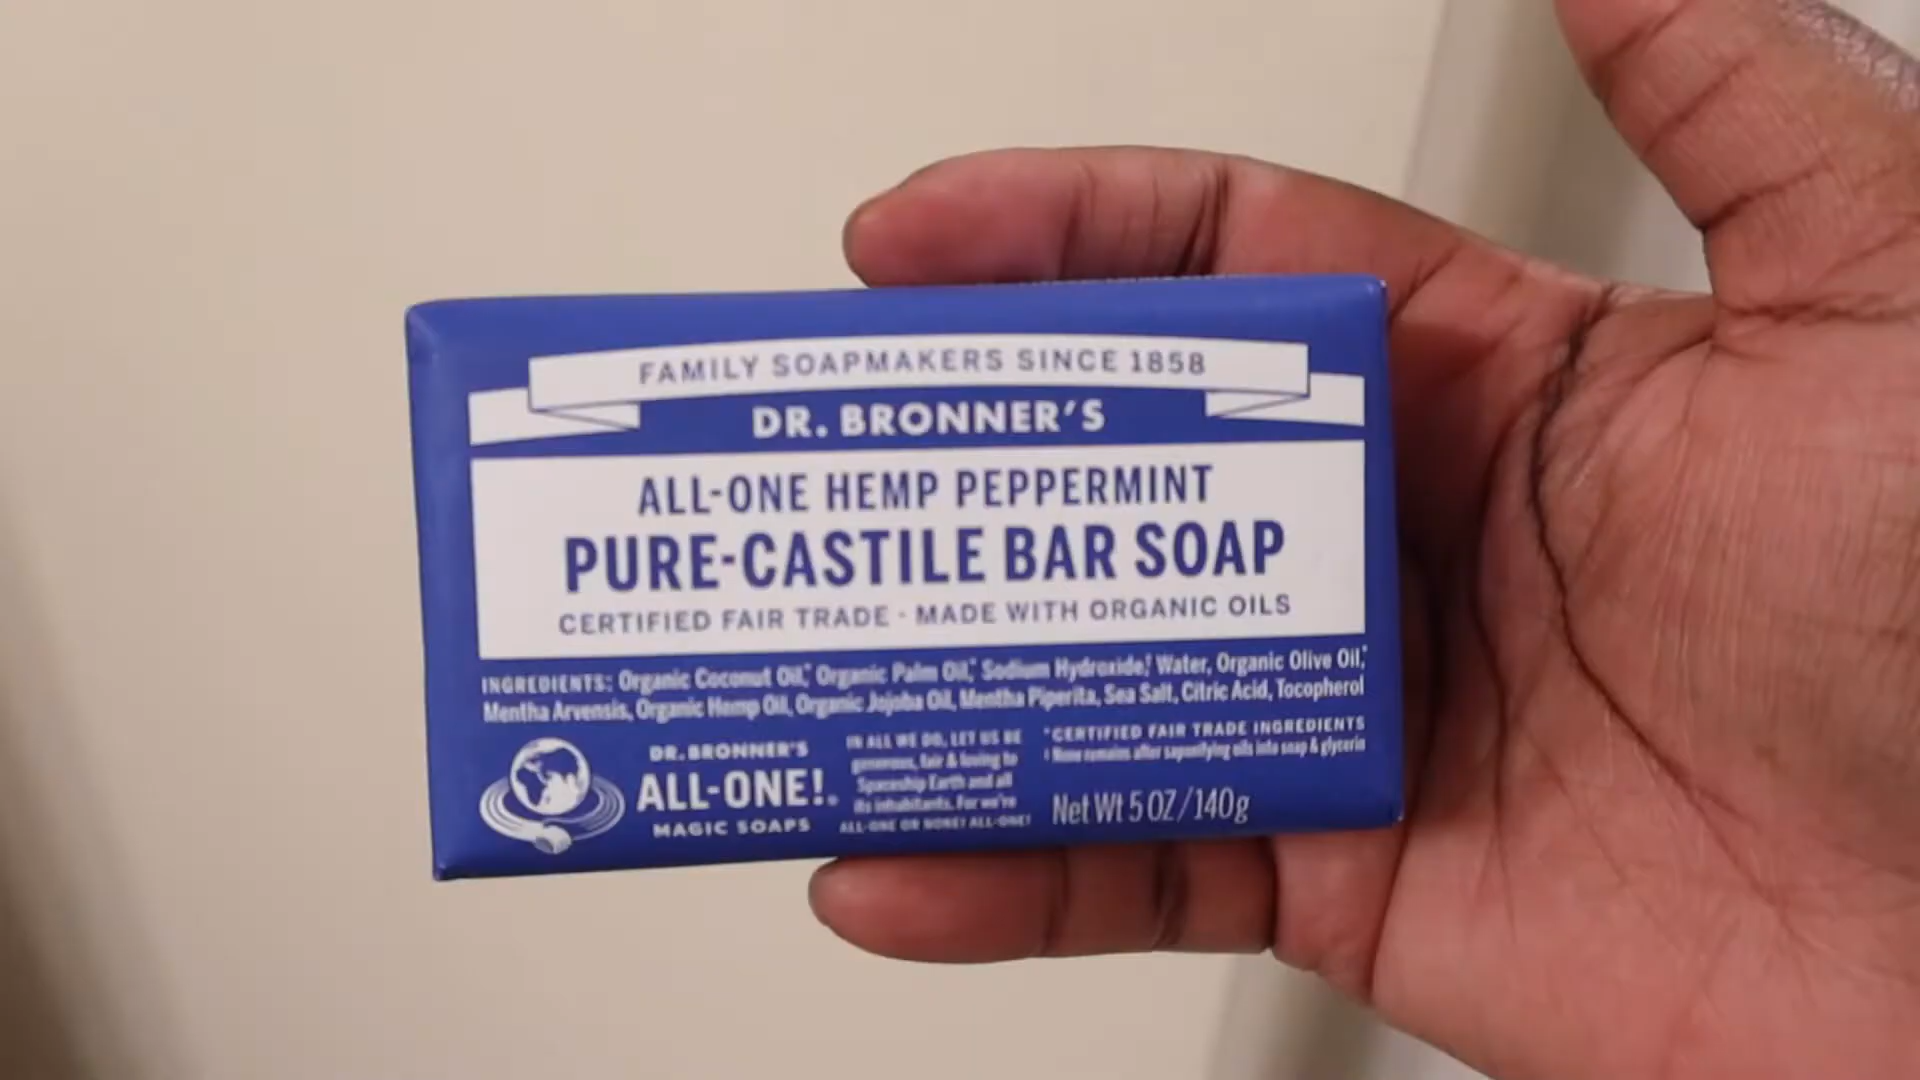 FAMILY SOAPMAKERS SINCE 1858
DR. BRONNER'S
ALL-ONE HEMP PEPPERMINT
PURE-CASTILE BAR SOAP
CERTIFIED FAIR TRADE · MADE WITH ORGANIC OILS
INGREDIENTS: Organic Coconut Oil,* Organic Palm Oil,* Sodium Hydroxide,† Water, Organic Olive Oil,*
Mentha Arvensis, Organic Hemp Oil, Organic Jojoba Oil, Mentha Piperita, Sea Salt, Citric Acid, Tocopherol
DR. BRONNER'S
ALL-ONE!
MAGIC SOAPS
IN ALL WE DO, LET US BE
generous, fair & loving to
Spaceship Earth and all
its inhabitants. For we're
ALL-ONE OR NONE! ALL-ONE!
*CERTIFIED FAIR TRADE INGREDIENTS
† None remains after saponifying oils into soap & glycerin
Net Wt 5 OZ/140g